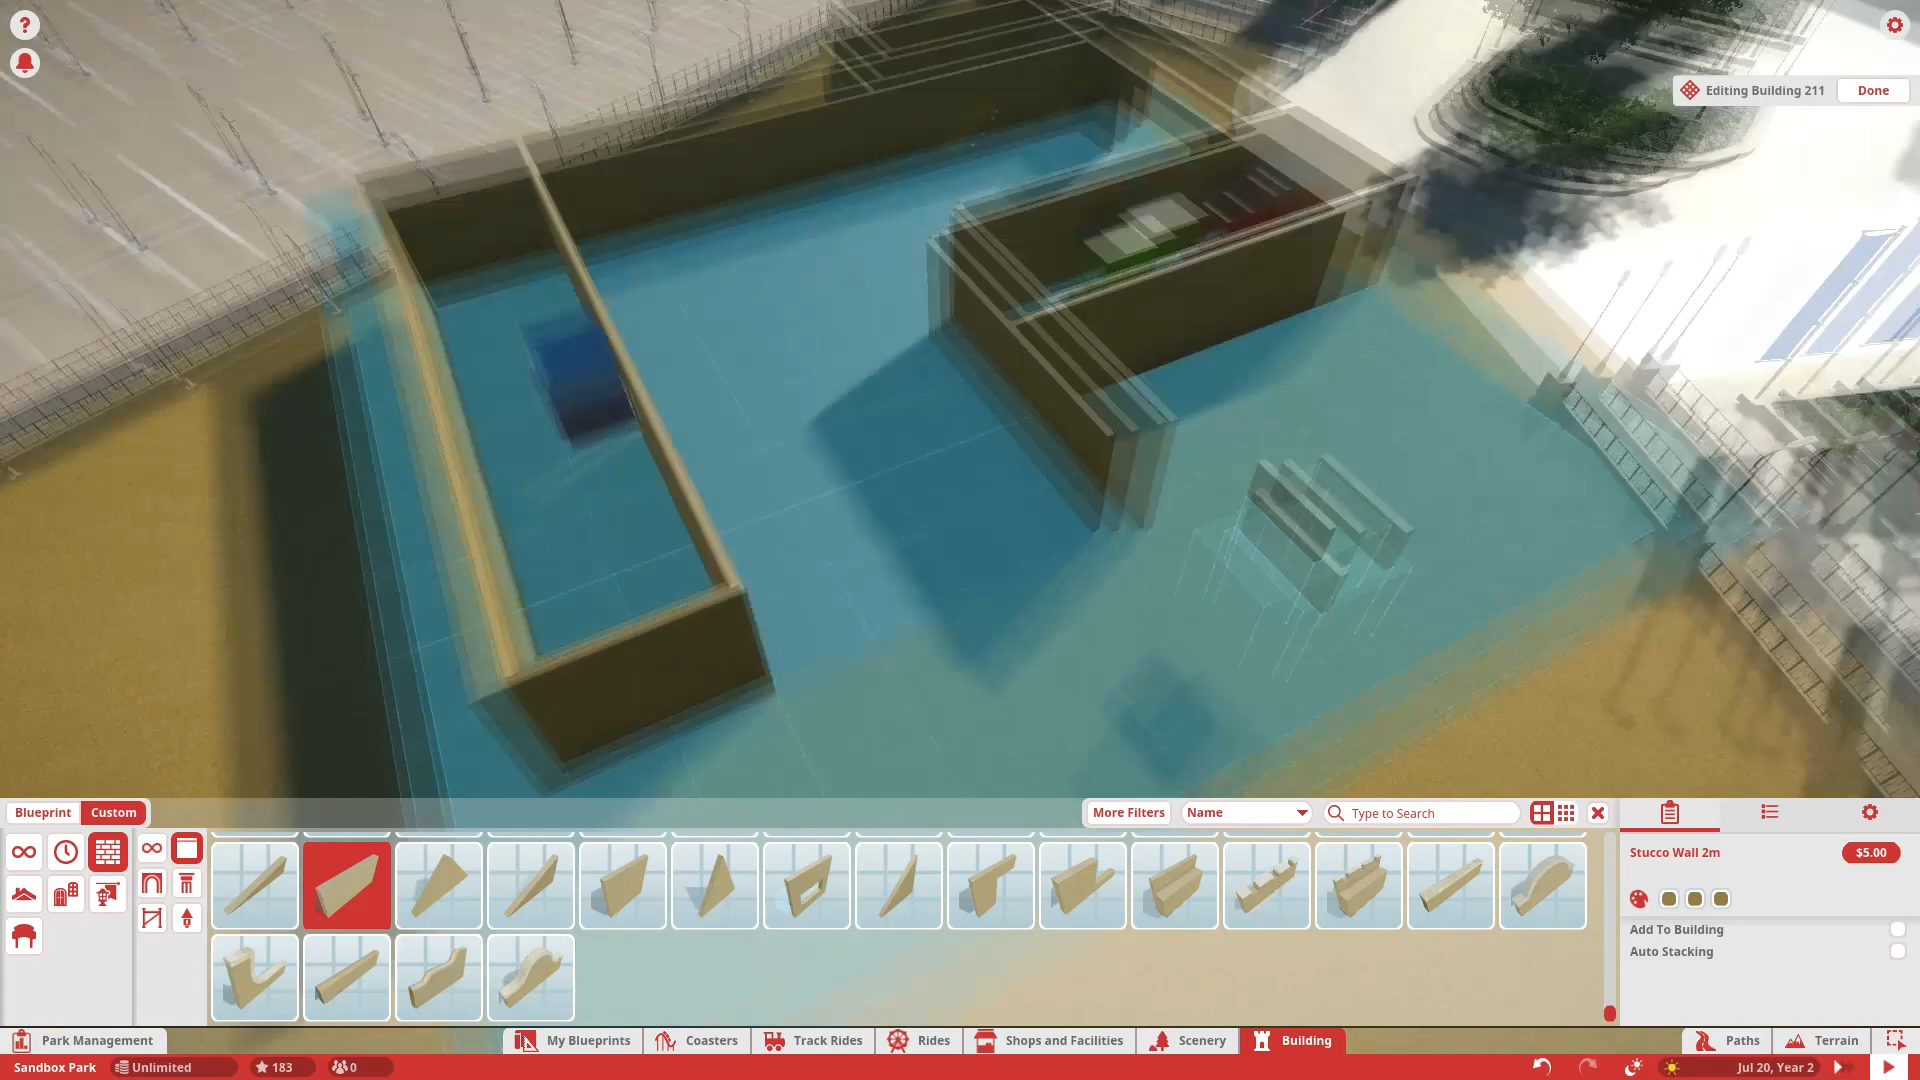 ?
Editing Building 211
Done
Blueprint
Custom
More Filters
Name
Type to Search
Stucco Wall 2m
$5.00
Add To Building
Auto Stacking
Park Management
My Blueprints
Coasters
Track Rides
Rides
Shops and Facilities
Scenery
Building
Paths
Terrain
Sandbox Park
Unlimited
183
0
Jul 20, Year 2